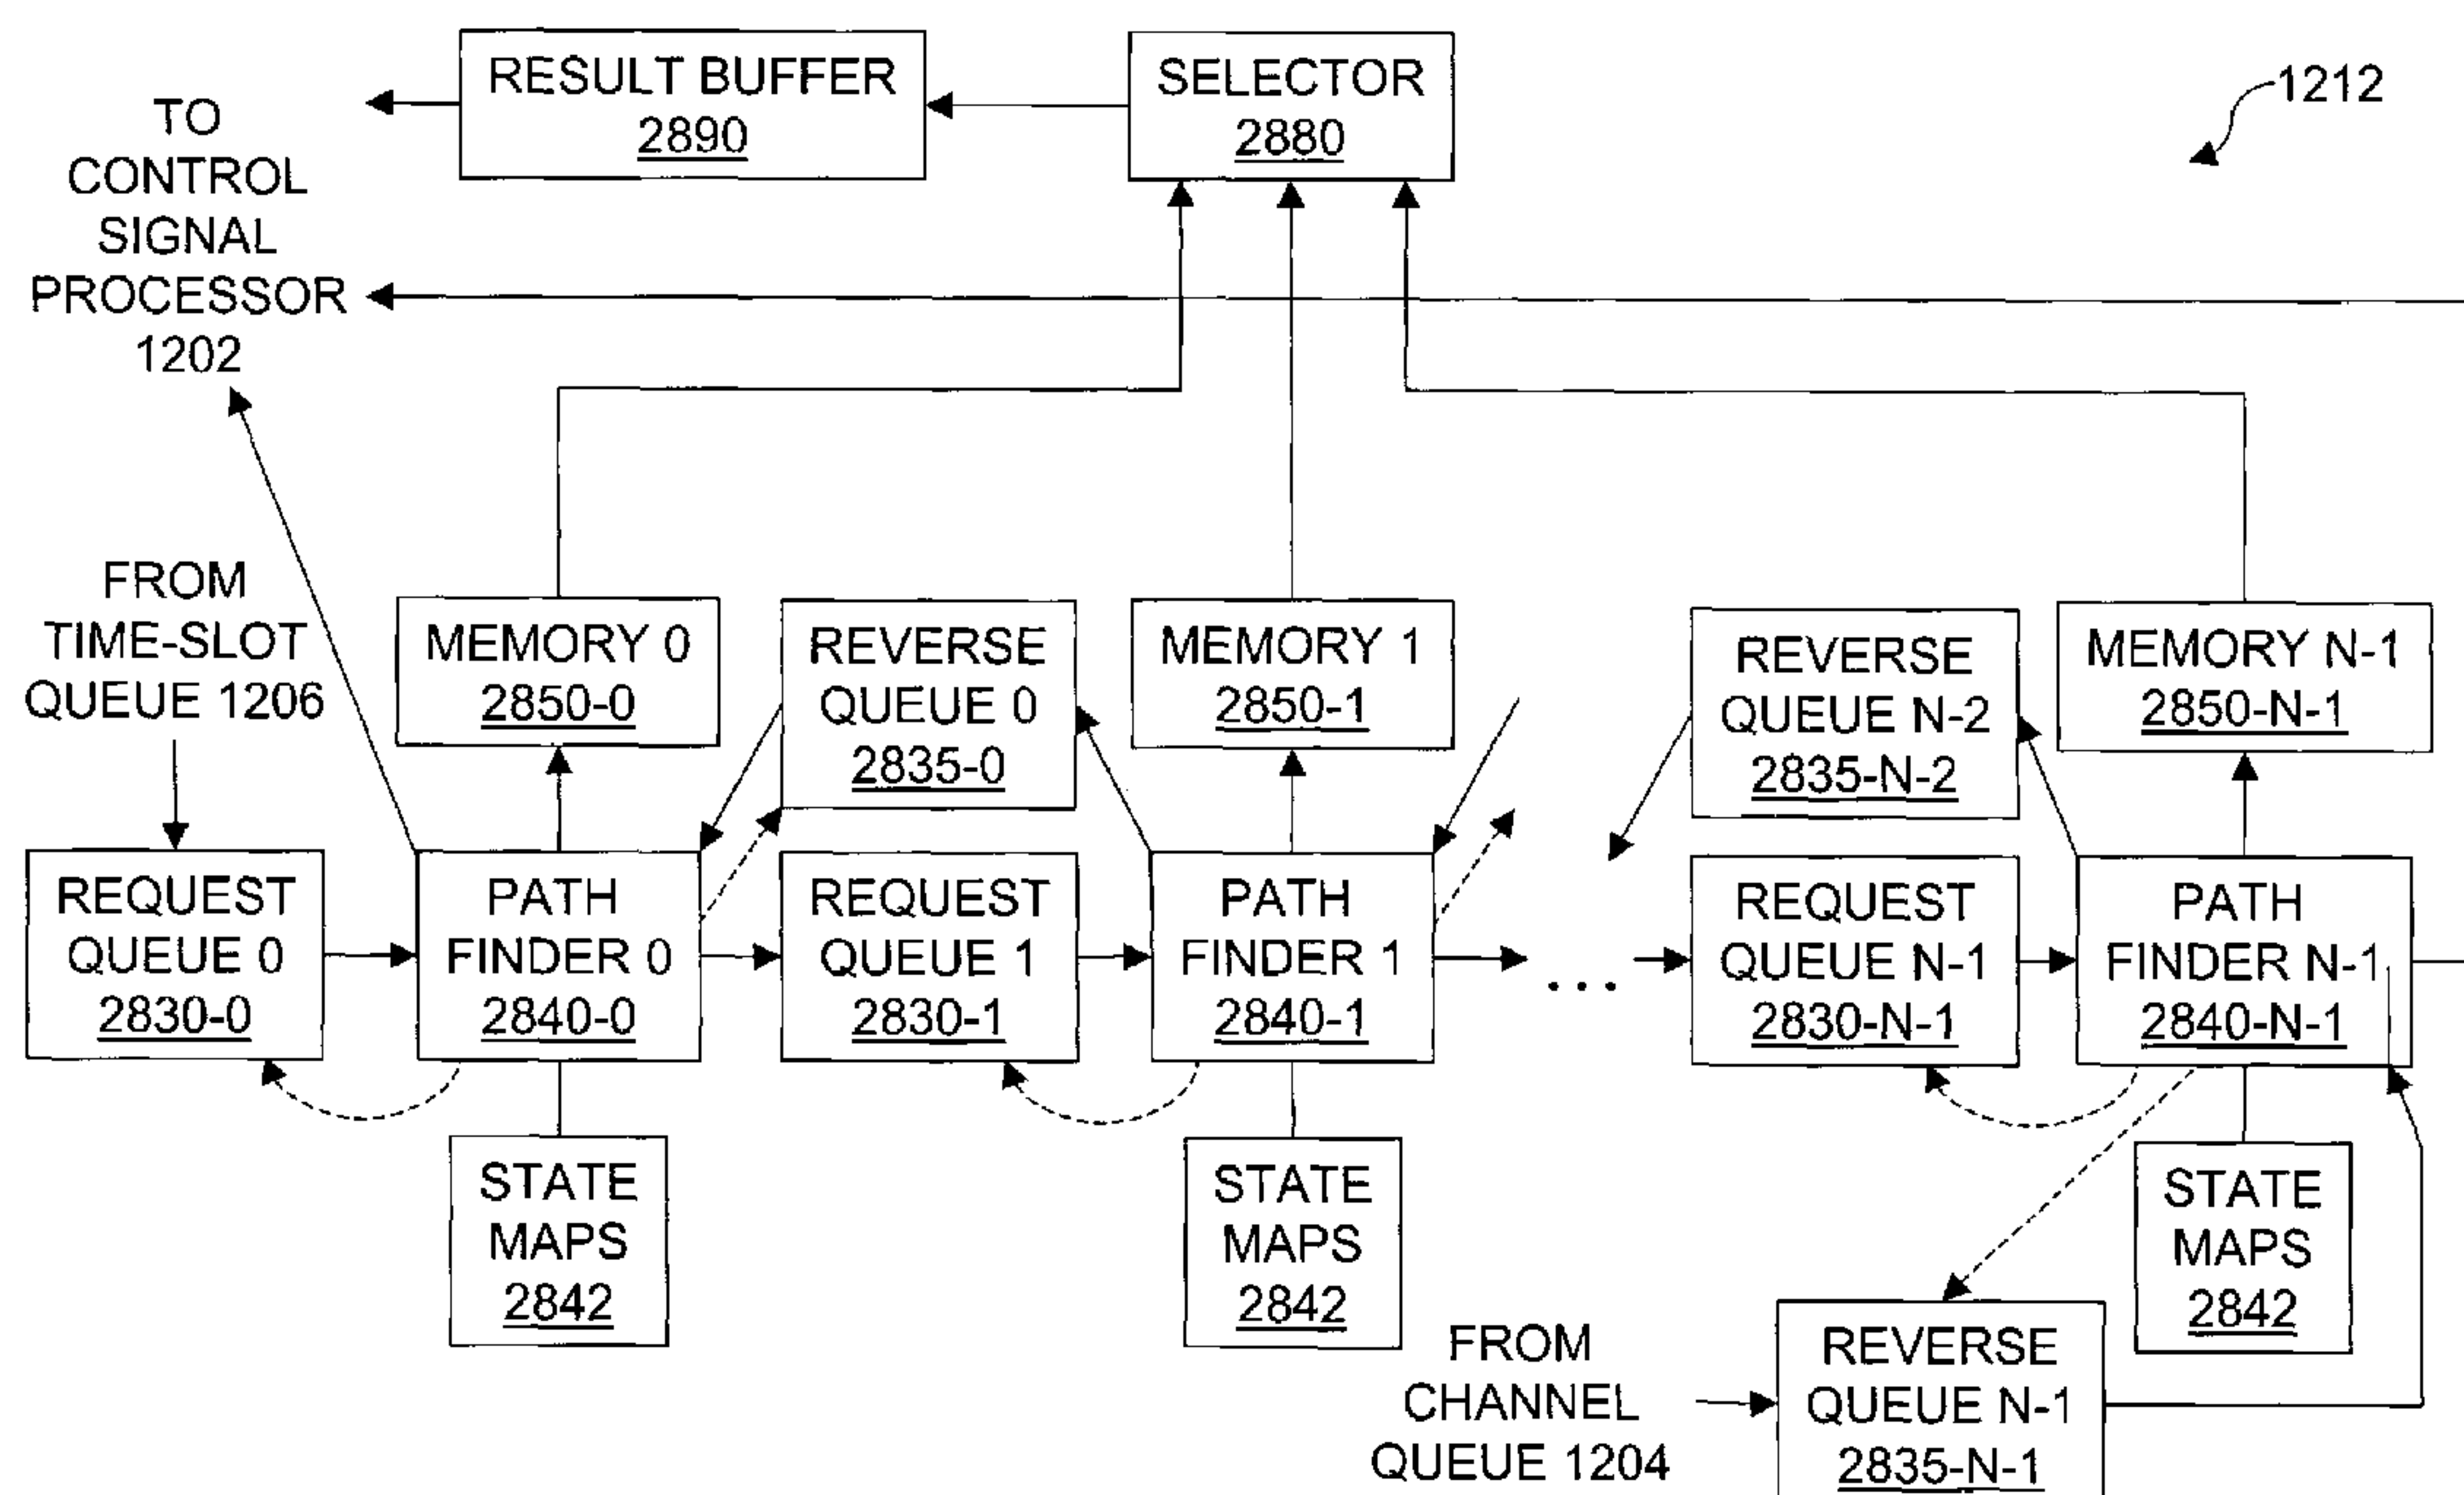 RESULT BUFFER
2890
SELECTOR
2880
1212
TO
CONTROL
SIGNAL
PROCESSOR
1202
FROM
TIME-SLOT
QUEUE 1206
MEMORY 0
2850-0
REVERSE
QUEUE 0
2835-0
MEMORY 1
2850-1
REVERSE
QUEUE N-2
2835-N-2
MEMORY N-1
2850-N-1
REQUEST
QUEUE 0
2830-0
PATH
FINDER 0
2840-0
REQUEST
QUEUE 1
2830-1
PATH
FINDER 1
2840-1
...
REQUEST
QUEUE N-1
2830-N-1
PATH
FINDER N-1
2840-N-1
STATE
MAPS
2842
STATE
MAPS
2842
STATE
MAPS
2842
FROM
CHANNEL
QUEUE 1204
REVERSE
QUEUE N-1
2835-N-1